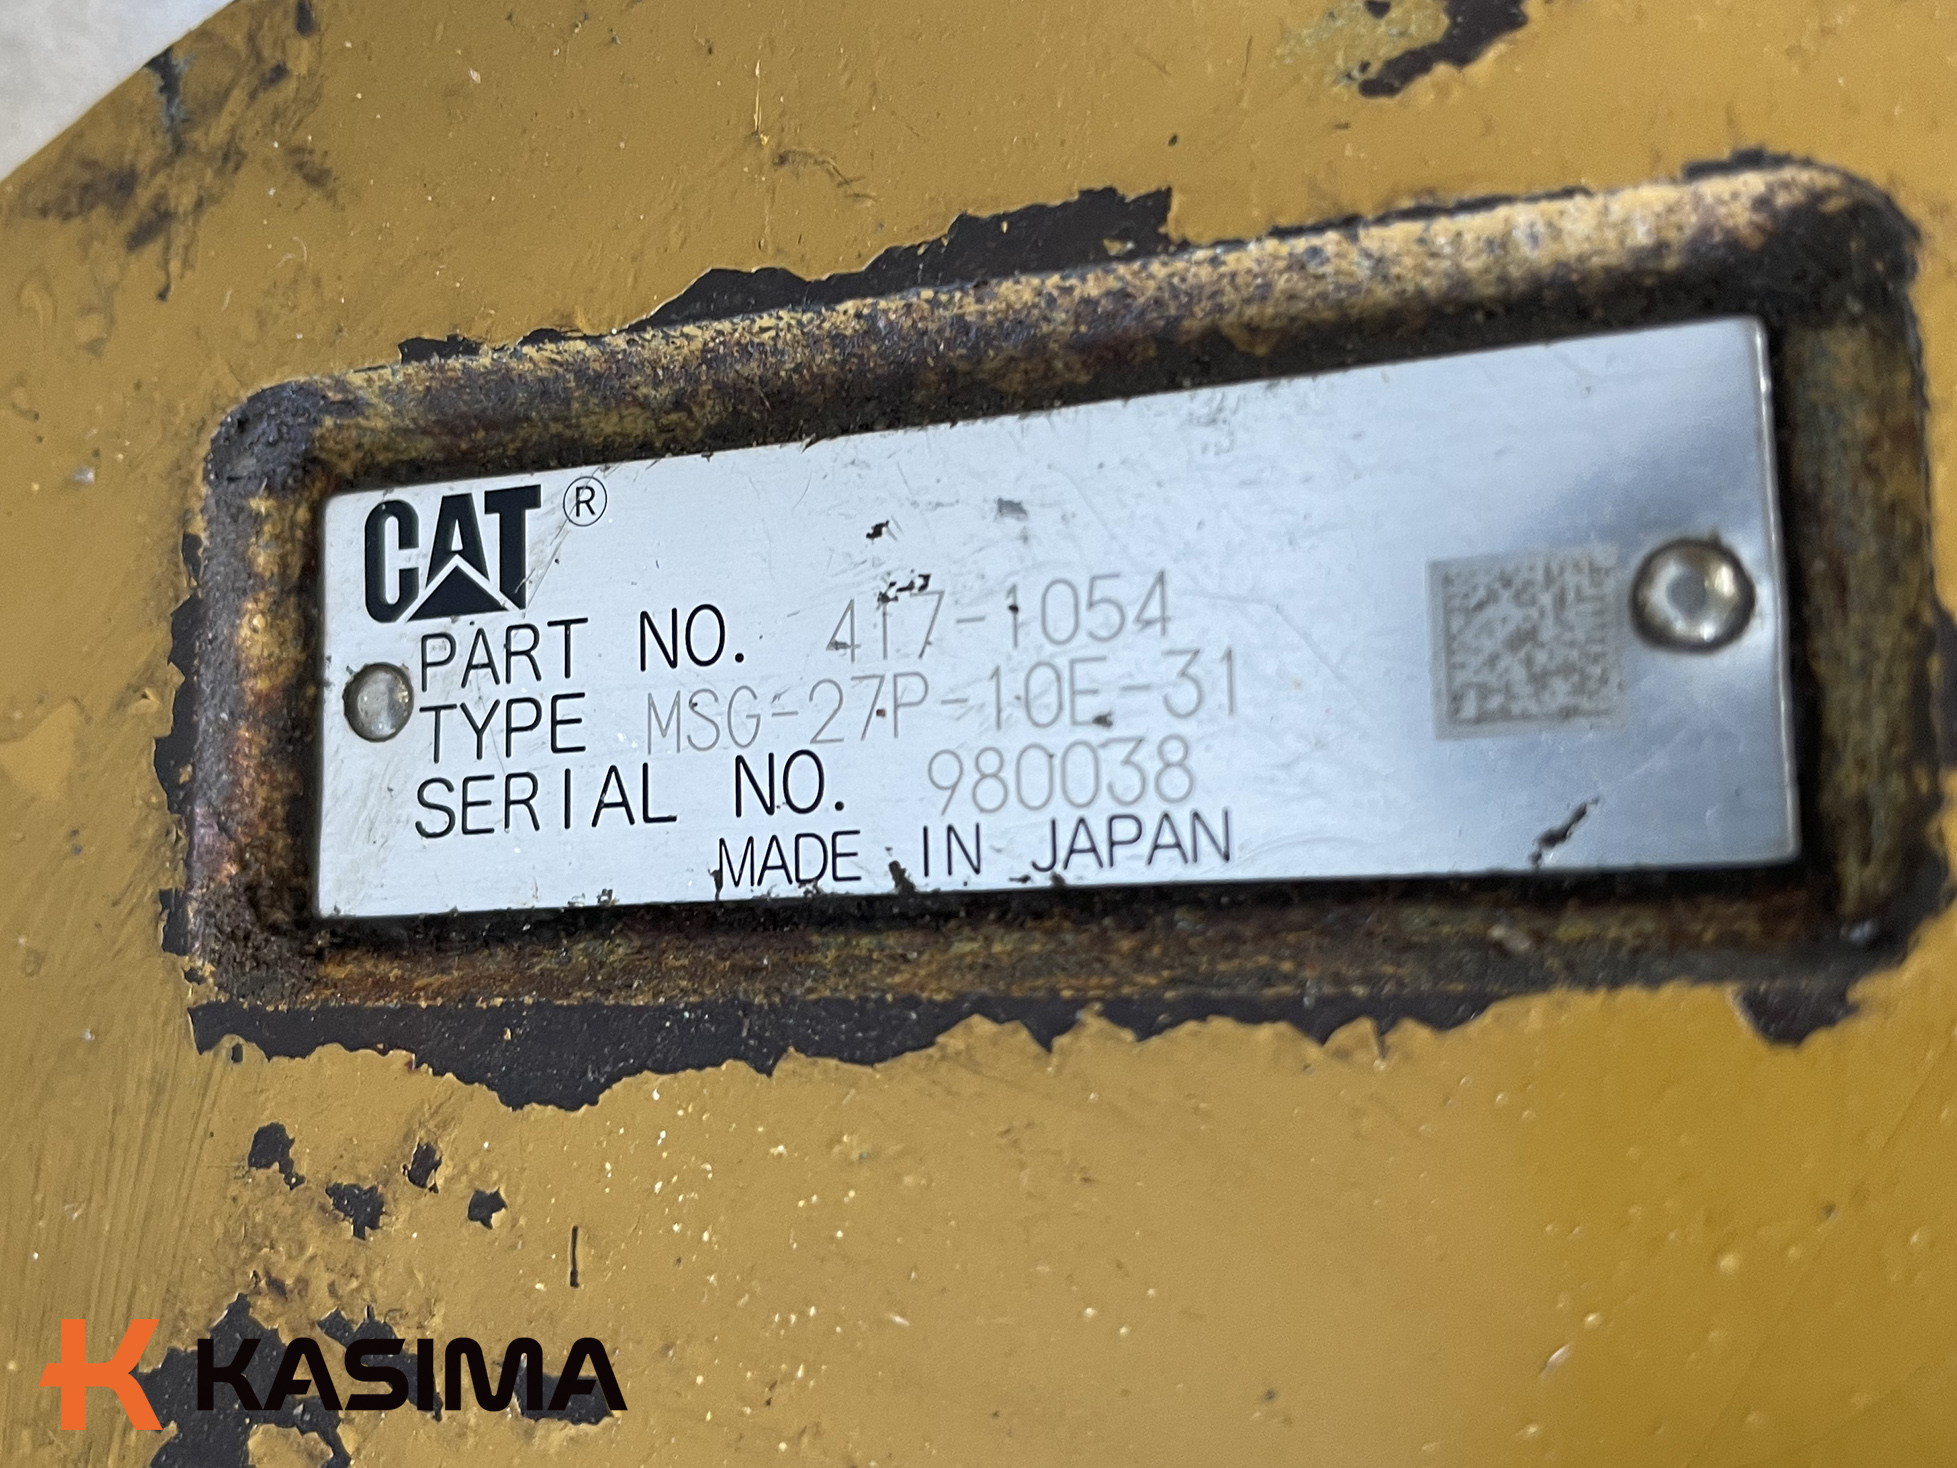 CAT®
PART NO. 417-1054
TYPE MSG-27P-10E-31
SERIAL NO. 980038
MADE IN JAPAN
KASIMA